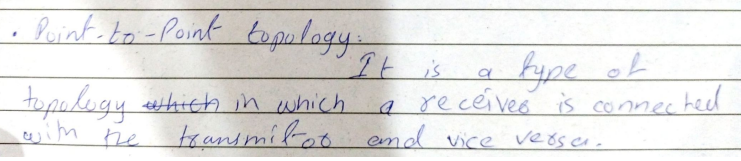 • Point-to-Point topology:
It is a type of
topology which in which a receiver is connected
with the transmitor and vice versa.